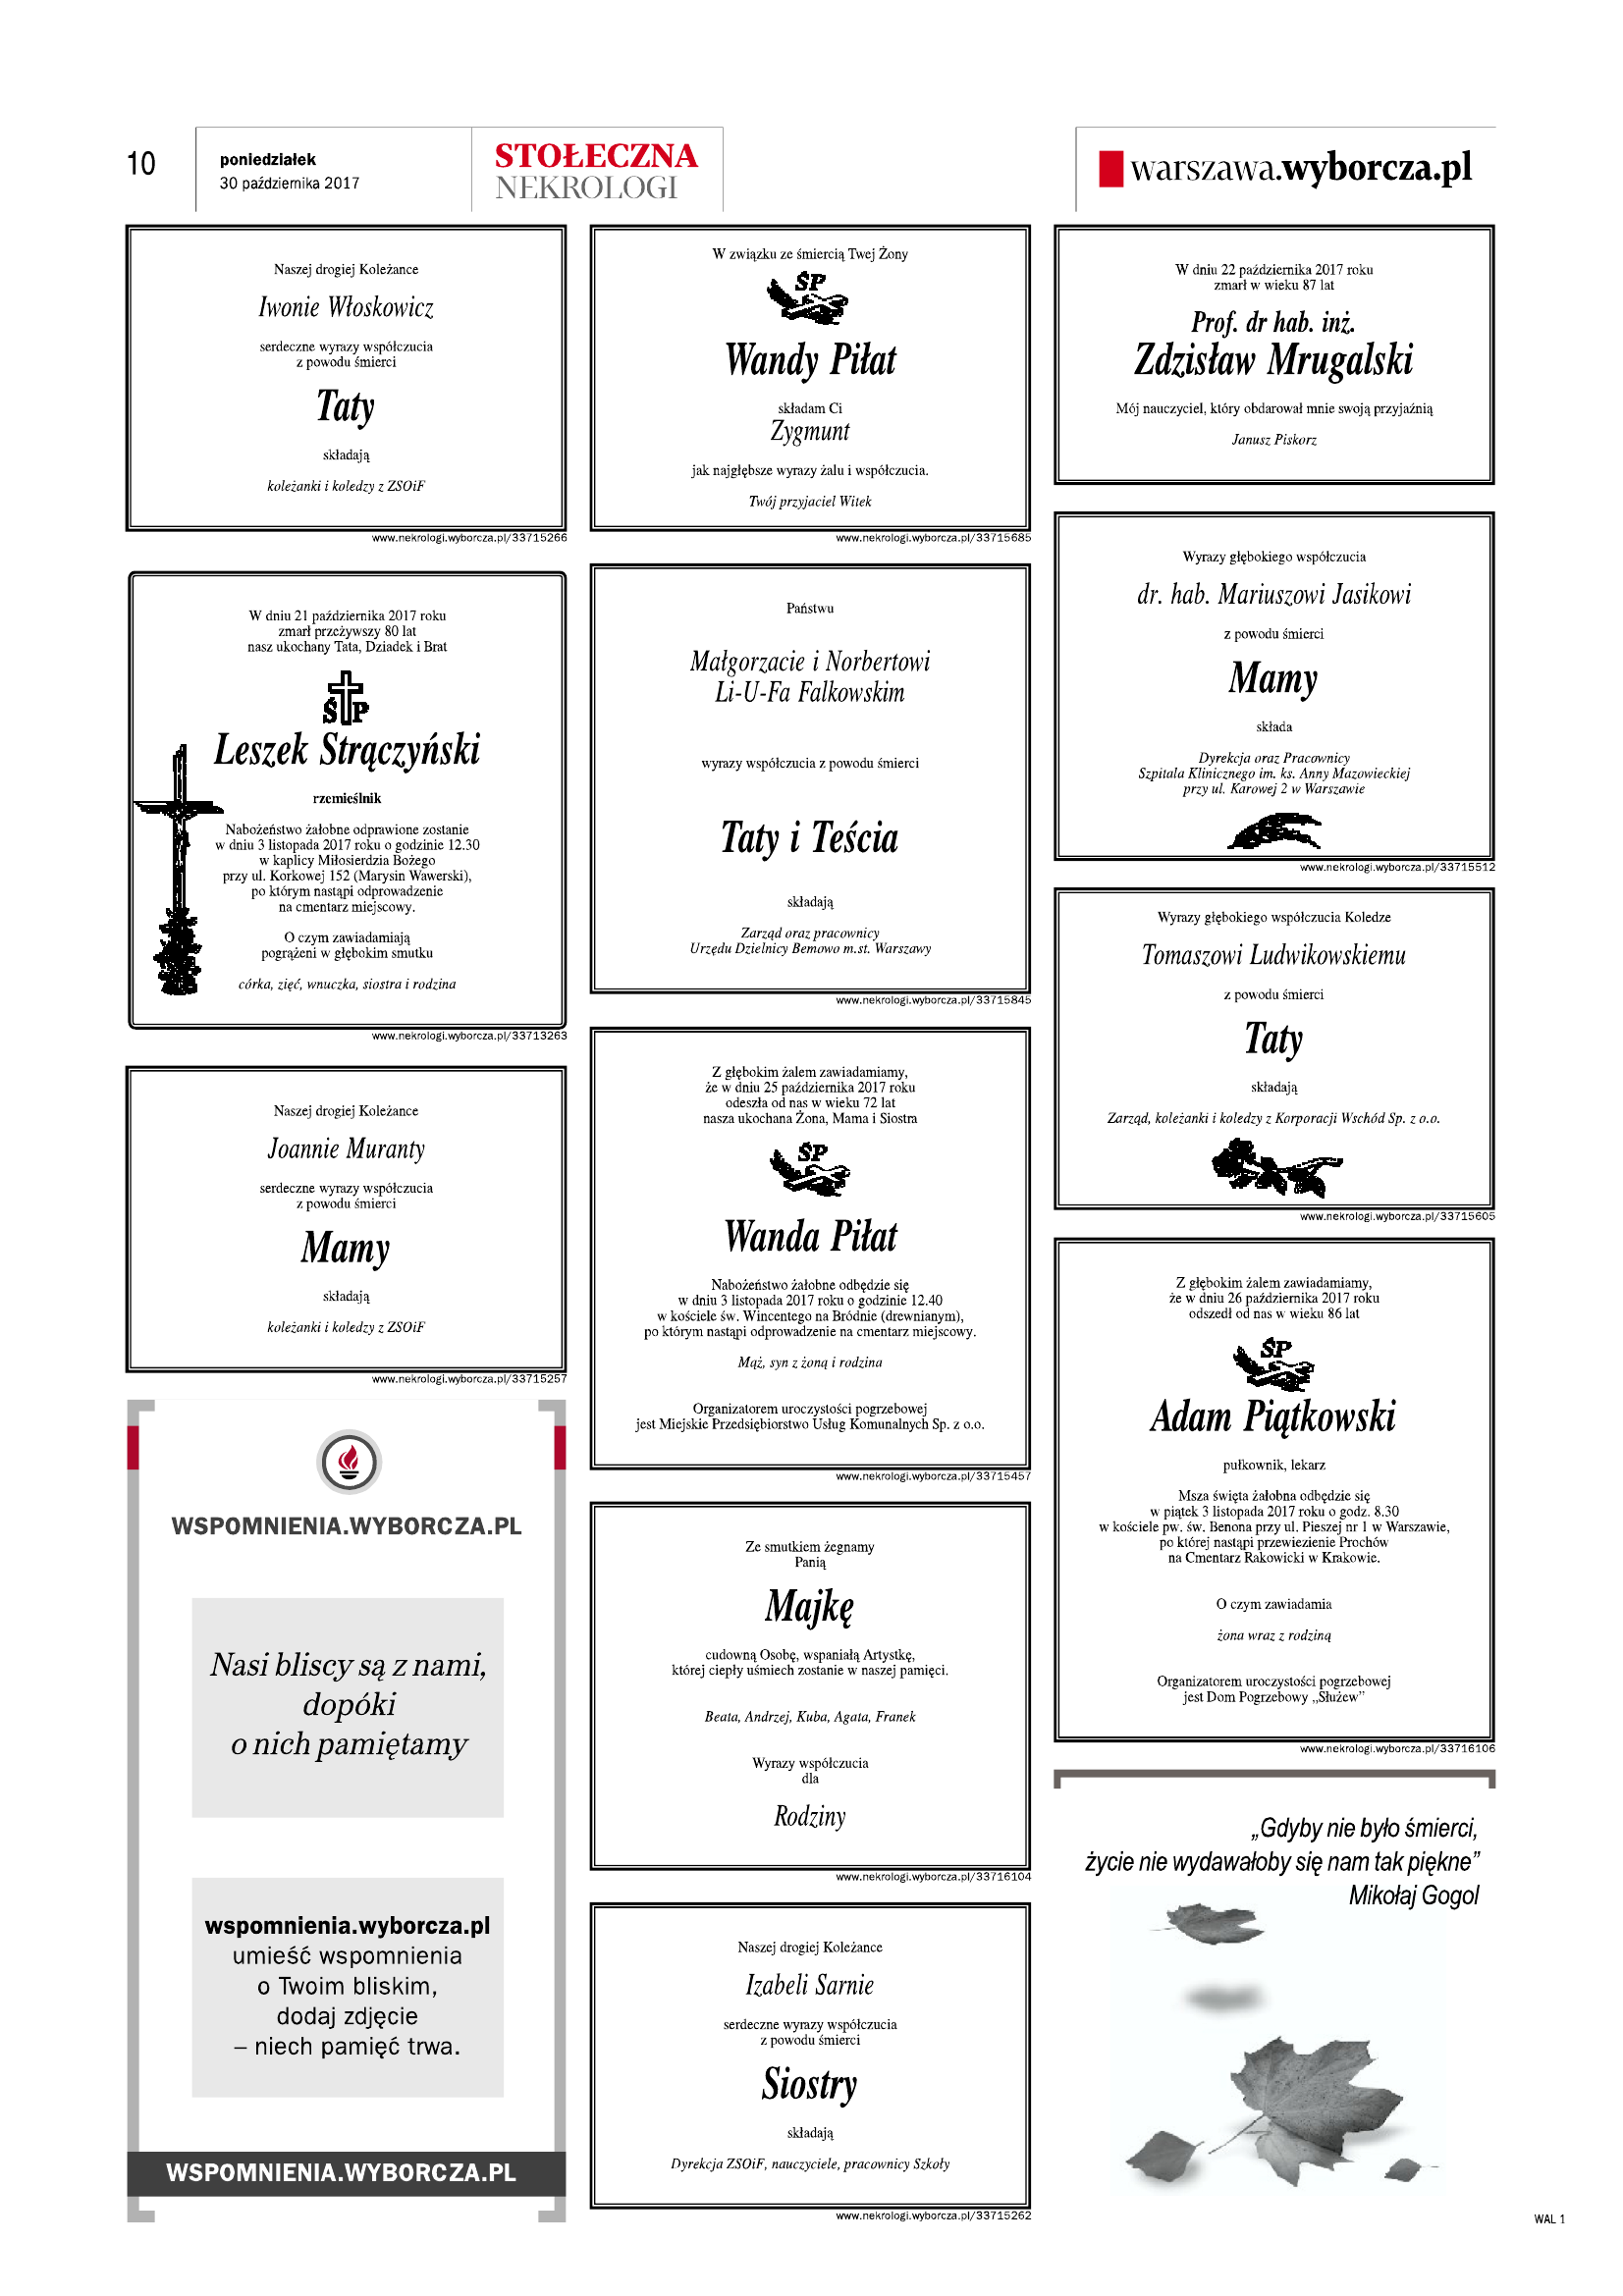 10
poniedziałek
30 października 2017
STOŁECZNA
NEKROLOGI
warszawa.wyborcza.pl
Naszej drogiej Koleżance
Iwonie Włoskowicz
serdeczne wyrazy współczucia
z powodu śmierci
Taty
składają
koleżanki i koledzy z ZSOiF
www.nekrologi.wyborcza.pl/33715266
W dniu 21 października 2017 roku
zmarł przeżywszy 80 lat
nasz ukochany Tata, Dziadek i Brat
ŚP
Leszek Strączyński
rzemieślnik
Nabożeństwo żałobne odprawione zostanie
w dniu 3 listopada 2017 roku o godzinie 12.30
w kaplicy Miłosierdzia Bożego
przy ul. Korkowej 152 (Marysin Wawerski),
po którym nastąpi odprowadzenie
na cmentarz miejscowy.
O czym zawiadamiają
pogrążeni w głębokim smutku
córka, zięć, wnuczka, siostra i rodzina
www.nekrologi.wyborcza.pl/33713263
Naszej drogiej Koleżance
Joannie Muranty
serdeczne wyrazy współczucia
z powodu śmierci
Mamy
składają
koleżanki i koledzy z ZSOiF
www.nekrologi.wyborcza.pl/33715257
WSPOMNIENIA.WYBORCZA.PL
Nasi bliscy są z nami,
dopóki
o nich pamiętamy
wspomnienia.wyborcza.pl
umieść wspomnienia
o Twoim bliskim,
dodaj zdjęcie
– niech pamięć trwa.
WSPOMNIENIA.WYBORCZA.PL
W związku ze śmiercią Twej Żony
ŚP
Wandy Piłat
składam Ci
Zygmunt
jak najgłębsze wyrazy żalu i współczucia.
Twój przyjaciel Witek
www.nekrologi.wyborcza.pl/33715685
Państwu
Małgorzacie i Norbertowi
Li-U-Fa Falkowskim
wyrazy współczucia z powodu śmierci
Taty i Teścia
składają
Zarząd oraz pracownicy
Urzędu Dzielnicy Bemowo m.st. Warszawy
www.nekrologi.wyborcza.pl/33715845
Z głębokim żalem zawiadamiamy,
że w dniu 25 października 2017 roku
odeszła od nas w wieku 72 lat
nasza ukochana Żona, Mama i Siostra
ŚP
Wanda Piłat
Nabożeństwo żałobne odbędzie się
w dniu 3 listopada 2017 roku o godzinie 12.40
w kościele św. Wincentego na Bródnie (drewnianym),
po którym nastąpi odprowadzenie na cmentarz miejscowy.
Mąż, syn z żoną i rodzina
Organizatorem uroczystości pogrzebowej
jest Miejskie Przedsiębiorstwo Usług Komunalnych Sp. z o.o.
www.nekrologi.wyborcza.pl/33715457
Ze smutkiem żegnamy
Panią
Majkę
cudowną Osobę, wspaniałą Artystkę,
której ciepły uśmiech zostanie w naszej pamięci.
Beata, Andrzej, Kuba, Agata, Franek
Wyrazy współczucia
dla
Rodziny
www.nekrologi.wyborcza.pl/33716104
Naszej drogiej Koleżance
Izabeli Sarnie
serdeczne wyrazy współczucia
z powodu śmierci
Siostry
składają
Dyrekcja ZSOiF, nauczyciele, pracownicy Szkoły
www.nekrologi.wyborcza.pl/33715262
W dniu 22 października 2017 roku
zmarł w wieku 87 lat
Prof. dr hab. inż.
Zdzisław Mrugalski
Mój nauczyciel, który obdarował mnie swoją przyjaźnią
Janusz Piskorz
Wyrazy głębokiego współczucia
dr. hab. Mariuszowi Jasikowi
z powodu śmierci
Mamy
składa
Dyrekcja oraz Pracownicy
Szpitala Klinicznego im. ks. Anny Mazowieckiej
przy ul. Karowej 2 w Warszawie
www.nekrologi.wyborcza.pl/33715512
Wyrazy głębokiego współczucia Koledze
Tomaszowi Ludwikowskiemu
z powodu śmierci
Taty
składają
Zarząd, koleżanki i koledzy z Korporacji Wschód Sp. z o.o.
www.nekrologi.wyborcza.pl/33715605
Z głębokim żalem zawiadamiamy,
że w dniu 26 października 2017 roku
odszedł od nas w wieku 86 lat
ŚP
Adam Piątkowski
pułkownik, lekarz
Msza święta żałobna odbędzie się
w piątek 3 listopada 2017 roku o godz. 8.30
w kościele pw. św. Benona przy ul. Pieszej nr 1 w Warszawie,
po której nastąpi przewiezienie Prochów
na Cmentarz Rakowicki w Krakowie.
O czym zawiadamia
żona wraz z rodziną
Organizatorem uroczystości pogrzebowej
jest Dom Pogrzebowy „Służew”
www.nekrologi.wyborcza.pl/33716106
„Gdyby nie było śmierci,
życie nie wydawałoby się nam tak piękne”
Mikołaj Gogol
WAL 1